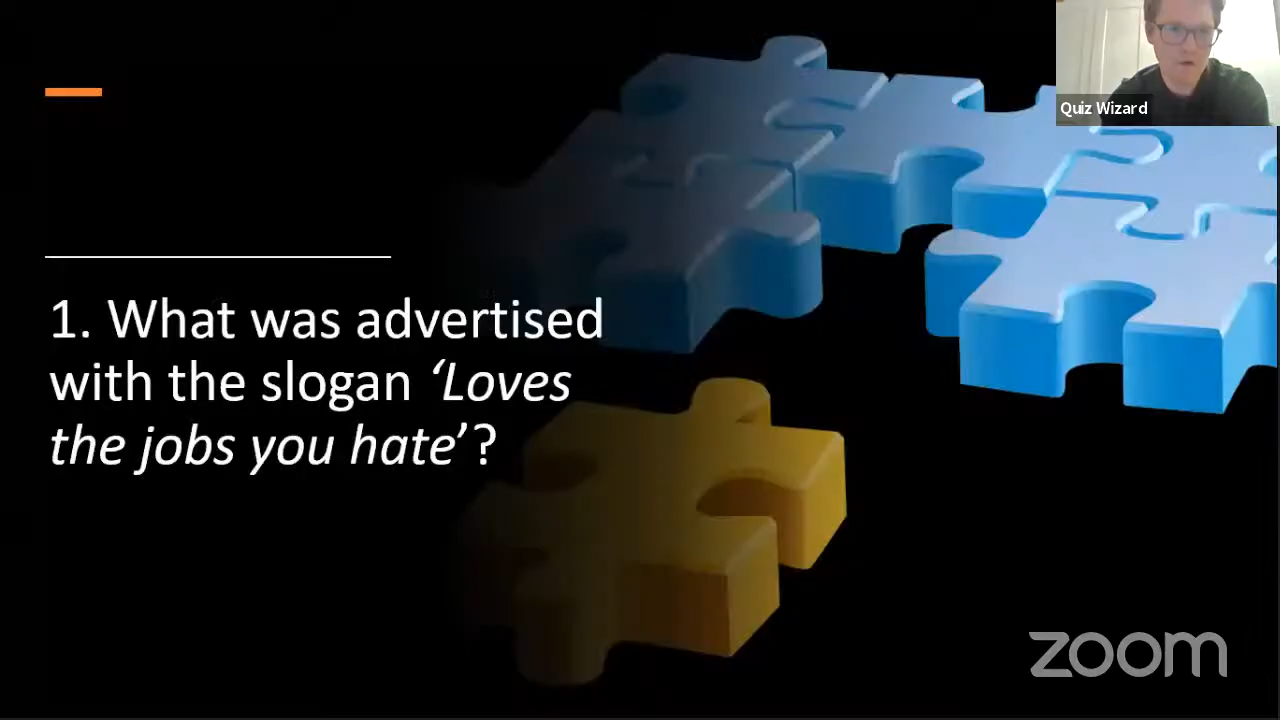 Quiz Wizard
1. What was advertised
with the slogan ‘Loves
the jobs you hate’?
zoom